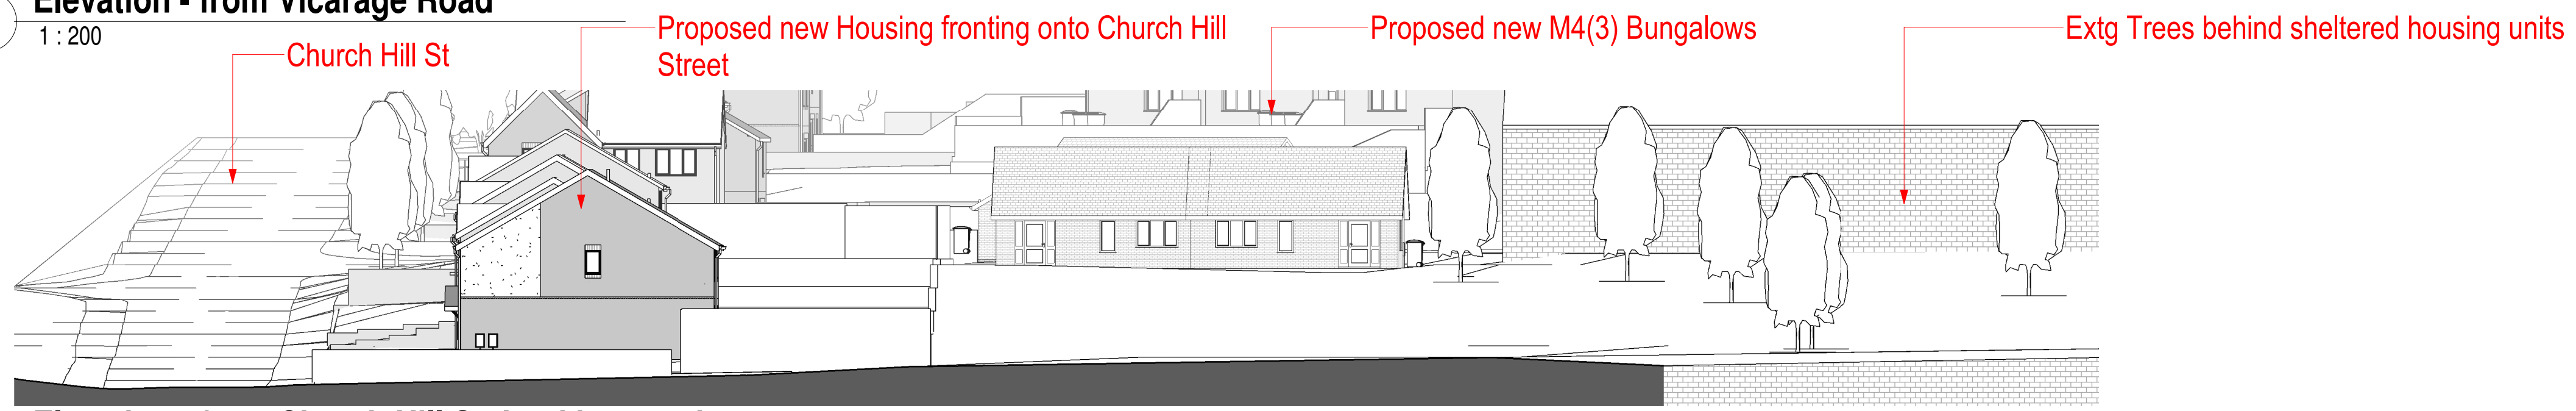 Elevation - from Vicarage Road
1 : 200
Church Hill St
Proposed new Housing fronting onto Church Hill
Street
Proposed new M4(3) Bungalows
Extg Trees behind sheltered housing units